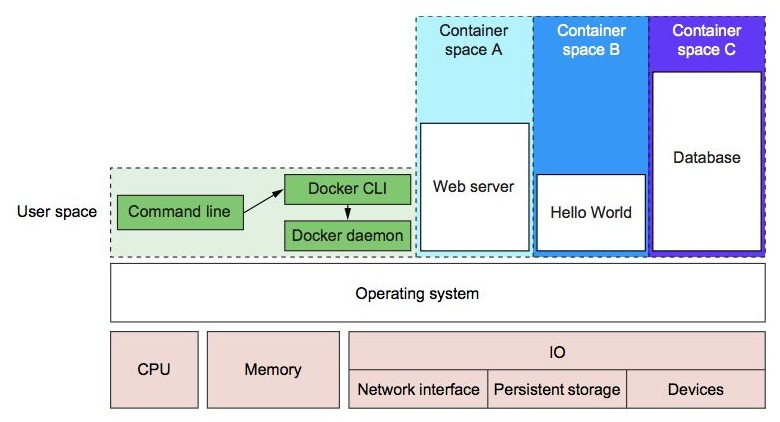 Container
space A
Container
space B
Container
space C
Database
Web server
Docker CLI
User space
Command line
Hello World
Docker daemon
Operating system
CPU
Memory
IO
Network interface
Persistent storage
Devices